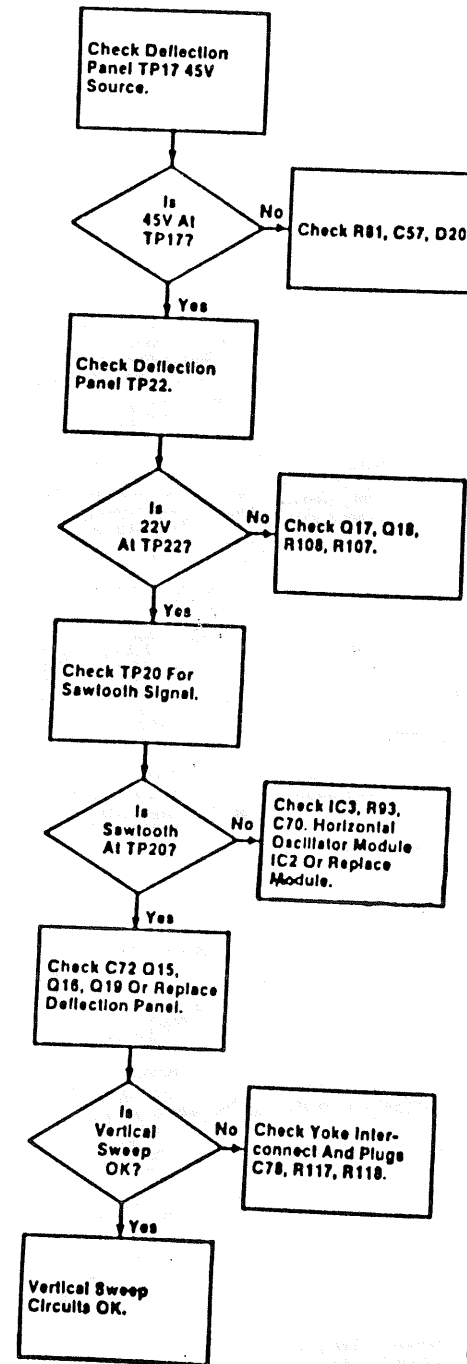 Check Deflection
Panel TP17 45V
Source.
Is
45V At
TP17?
No
Check R81, C57, D20
Yes
Check Deflection
Panel TP22.
Is
22V
At TP22?
No
Check Q17, Q18,
R108, R107.
Yes
Check TP20 For
Sawtooth Signal.
Is
Sawtooth
At TP20?
No
Check IC3, R93,
C70. Horizontal
Oscillator Module
IC2 Or Replace
Module.
Yes
Check C72 Q15,
Q16, Q19 Or Replace
Deflection Panel.
Is
Vertical
Sweep
OK?
No
Check Yoke Inter-
connect And Plugs
C78, R117, R118.
Yes
Vertical Sweep
Circuits OK.